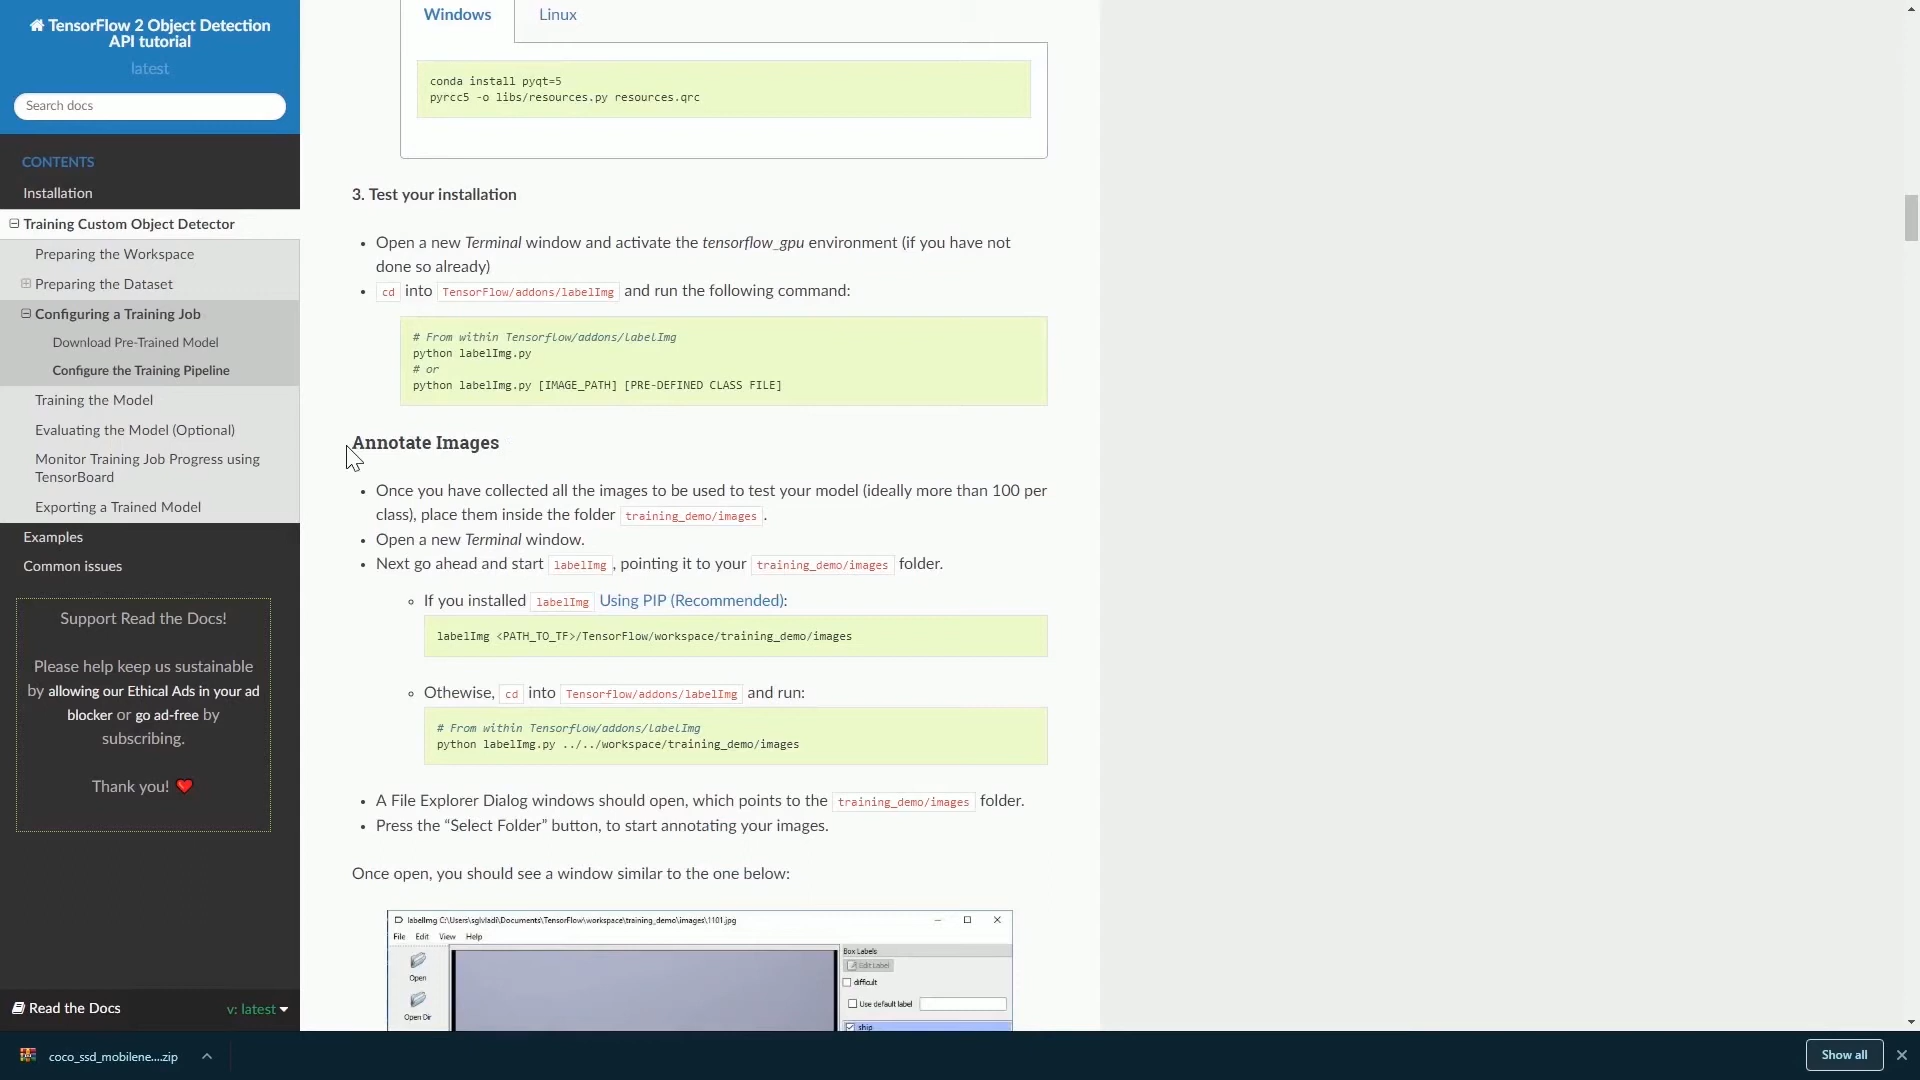 TensorFlow 2 Object Detection
API tutorial
latest
Search docs
CONTENTS
Installation
Training Custom Object Detector
Preparing the Workspace
Preparing the Dataset
Configuring a Training Job
Download Pre-Trained Model
Configure the Training Pipeline
Training the Model
Evaluating the Model (Optional)
Monitor Training Job Progress using
TensorBoard
Exporting a Trained Model
Examples
Common issues
Support Read the Docs!
Please help keep us sustainable
by allowing our Ethical Ads in your ad
blocker or go ad-free by
subscribing.
Thank you! ❤️
Read the Docs
v: latest
Windows Linux
conda install pyqt=5
pyrcc5 -o libs/resources.py resources.qrc
3. Test your installation
• Open a new Terminal window and activate the tensorflow_gpu environment (if you have not
done so already)
• cd into TensorFlow/addons/labelImg and run the following command:
# From within Tensorflow/addons/labelImg
python labelImg.py
# or
python labelImg.py [IMAGE_PATH] [PRE-DEFINED CLASS FILE]
Annotate Images
• Once you have collected all the images to be used to test your model (ideally more than 100 per
class), place them inside the folder training_demo/images .
• Open a new Terminal window.
• Next go ahead and start labelImg , pointing it to your training_demo/images folder.
◦ If you installed labelImg Using PIP (Recommended):
labelImg <PATH_TO_TF>/TensorFlow/workspace/training_demo/images
◦ Othewise, cd into Tensorflow/addons/labelImg and run:
# From within Tensorflow/addons/labelImg
python labelImg.py ../../workspace/training_demo/images
• A File Explorer Dialog windows should open, which points to the training_demo/images folder.
• Press the “Select Folder” button, to start annotating your images.
Once open, you should see a window similar to the one below:
labelImg C:\Users\sglvladi\Documents\TensorFlow\workspace\training_demo\images\1101.jpg
File Edit View Help
Open
Open Dir
Box Labels
Edit Label
difficult
Use default label
ship
coco_ssd_mobilene....zip
Show all